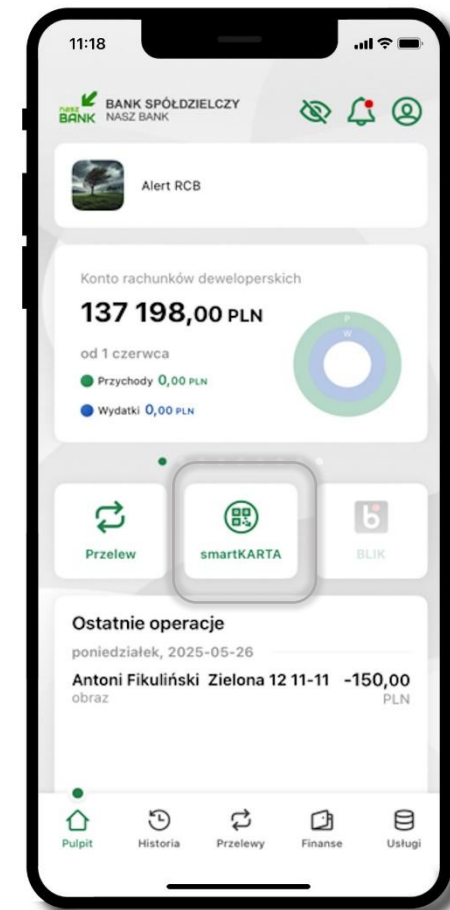 11:18
nasz BANK
BANK SPÓŁDZIELCZY
NASZ BANK
Alert RCB
Konto rachunków deweloperskich
137 198,00 PLN
od 1 czerwca
Przychody 0,00 PLN
Wydatki 0,00 PLN
P
W
Przelew
smartKARTA
BLIK
Ostatnie operacje
poniedziałek, 2025-05-26
Antoni Fikuliński Zielona 12 11-11 -150,00
obraz PLN
Pulpit Historia Przelewy Finanse Usługi